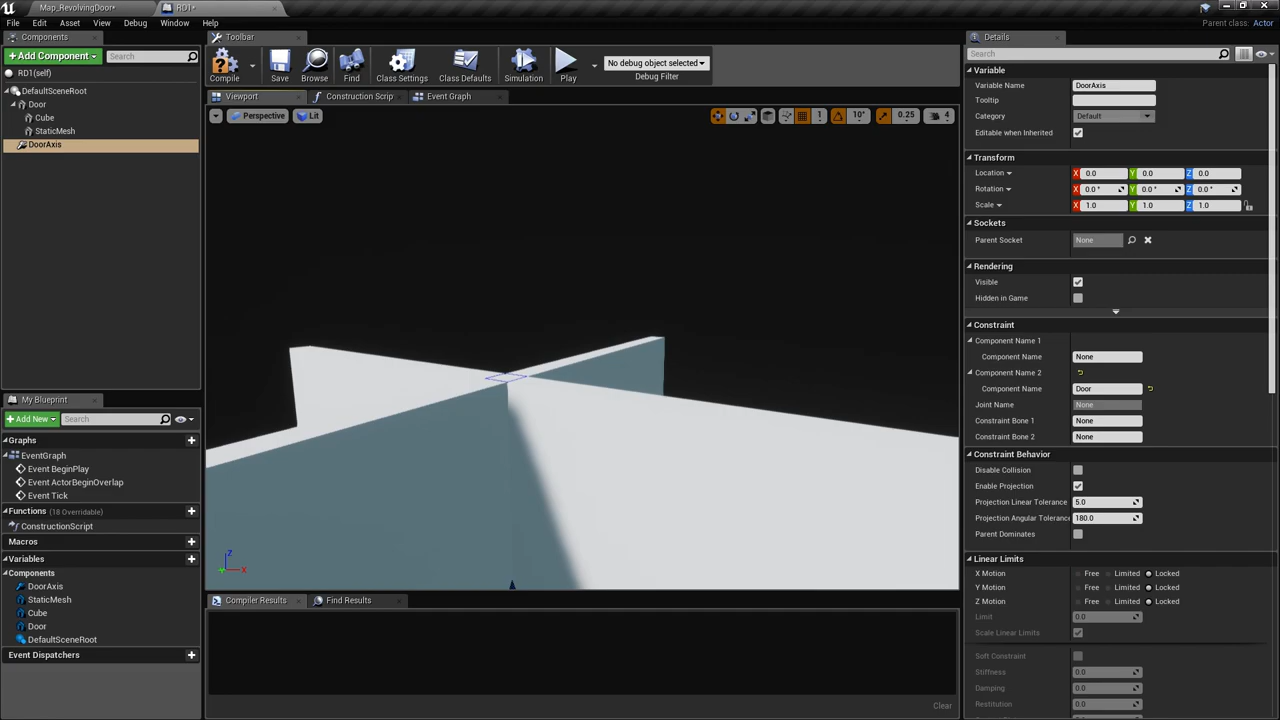 Map_RevolvingDoor*
RD1*
File Edit Asset View Debug Window Help
Parent class: Actor
Components
Toolbar
Details
Add Component
Search
Compile
Save
Browse
Find
Class Settings
Class Defaults
Simulation
Play
No debug object selected
Debug Filter
Search
RD1(self)
DefaultSceneRoot
Door
Cube
StaticMesh
DoorAxis
Viewport
Construction Scrip
Event Graph
Perspective
Lit
1
10°
0.25
4
Variable
Variable Name DoorAxis
Tooltip
Category Default
Editable when Inherited
Transform
Location X 0.0 Y 0.0 Z 0.0
Rotation X 0.0 ° Y 0.0 ° Z 0.0 °
Scale X 1.0 Y 1.0 Z 1.0
Sockets
Parent Socket None
Rendering
Visible
Hidden in Game
Constraint
Component Name 1
Component Name None
Component Name 2
Component Name Door
Joint Name None
Constraint Bone 1 None
Constraint Bone 2 None
Constraint Behavior
Disable Collision
Enable Projection
Projection Linear Tolerance 5.0
Projection Angular Tolerance 180.0
Parent Dominates
Linear Limits
X Motion Free Limited Locked
Y Motion Free Limited Locked
Z Motion Free Limited Locked
Limit 0.0
Scale Linear Limits
Soft Constraint
Stiffness 0.0
Damping 0.0
Restitution 0.0
My Blueprint
Add New
Search
Graphs
EventGraph
Event BeginPlay
Event ActorBeginOverlap
Event Tick
Functions (18 Overridable)
ConstructionScript
Macros
Variables
Components
DoorAxis
StaticMesh
Cube
Door
DefaultSceneRoot
Event Dispatchers
Z
X
Compiler Results
Find Results
Clear